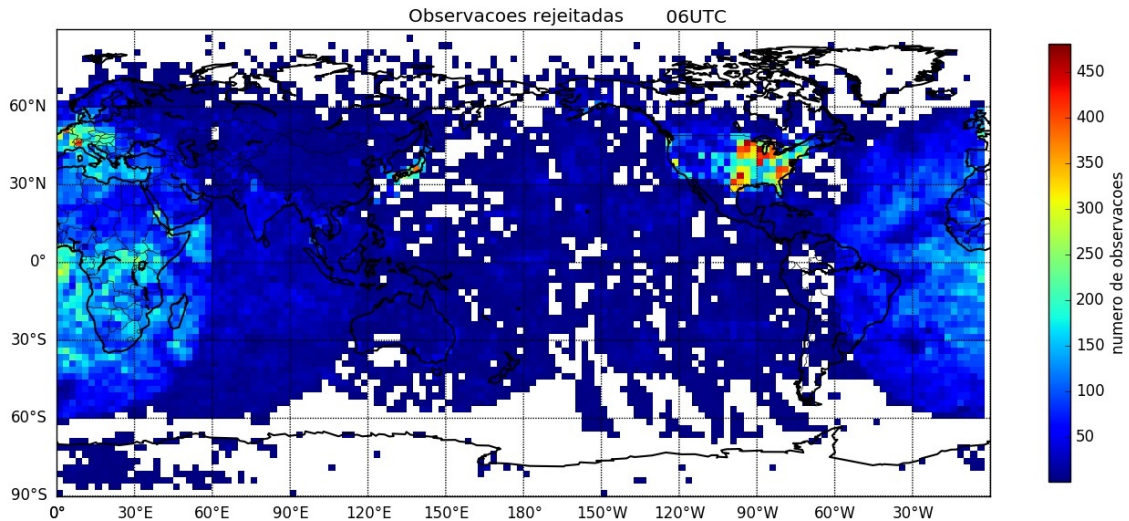 Observacoes rejeitadas 06UTC
60°N
30°N
0°
30°S
60°S
90°S
0°
30°E
60°E
90°E
120°E
150°E
180°
150°W
120°W
90°W
60°W
30°W
450
400
350
300
250
200
150
100
50
numero de observacoes